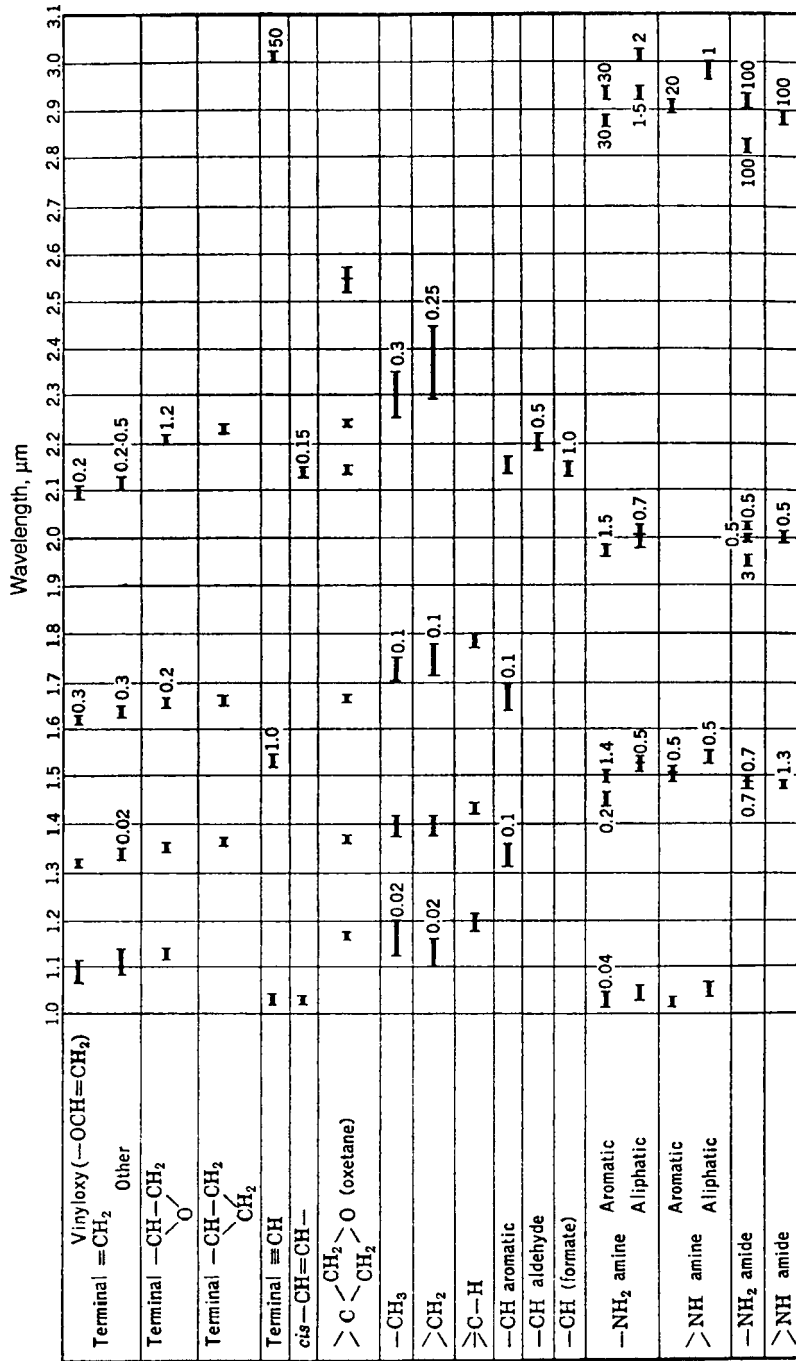 Wavelength, μm
1.0 1.1 1.2 1.3 1.4 1.5 1.6 1.7 1.8 1.9 2.0 2.1 2.2 2.3 2.4 2.5 2.6 2.7 2.8 2.9 3.0 3.1
Vinyloxy (—OCH=CH₂) 0.3 0.2
Terminal =CH₂
Other 0.02 0.3 0.2-0.5
Terminal —CH—CH₂ 0.2 1.2
O
Terminal —CH—CH₂
CH₂
Terminal ≡CH 1.0 50
cis—CH=CH— 0.15
CH₂
>C< >O (oxetane)
CH₂
—CH₃ 0.02 0.1 0.3
>CH₂ 0.02 0.1 0.25
⩾C—H
—CH aromatic 0.1 0.1
—CH aldehyde 0.5
—CH (formate) 1.0
—NH₂ amine
Aromatic 0.04 0.2 1.4 1.5 30 30
Aliphatic 0.5 0.7 1-5 2
>NH amine
Aromatic 0.5 20
Aliphatic 0.5 1
—NH₂ amide 0.7 0.7 3 0.5 0.5 100 100
>NH amide 1.3 0.5 100